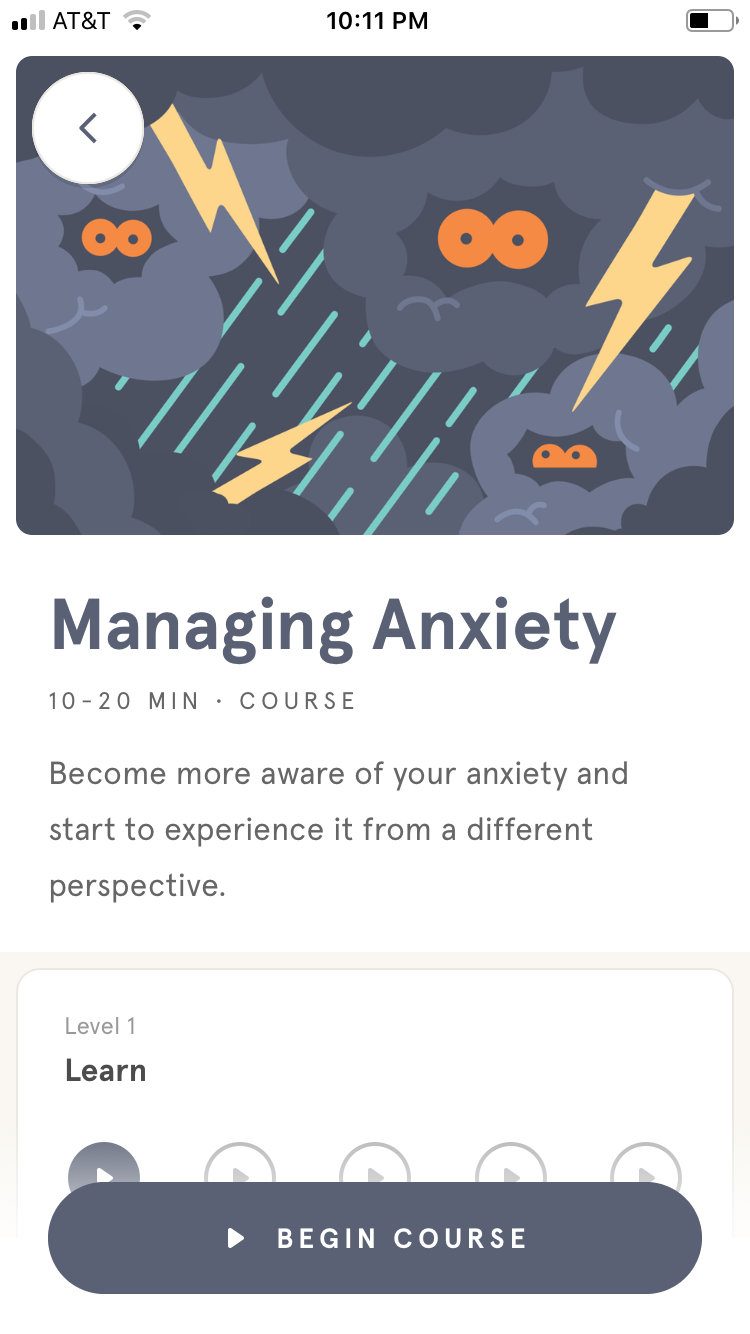 AT&T 10:11 PM
Managing Anxiety
10-20 MIN · COURSE
Become more aware of your anxiety and
start to experience it from a different
perspective.
Level 1
Learn
BEGIN COURSE